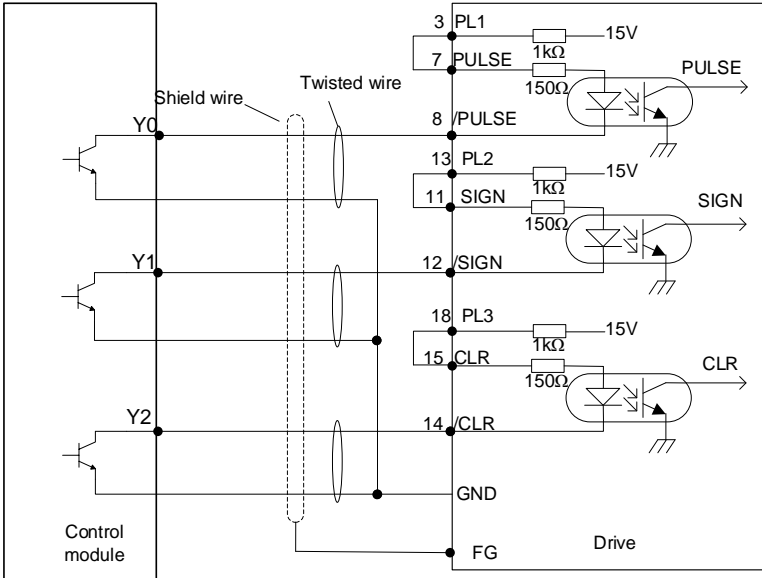 3 PL1
15V
1kΩ
7 PULSE
150Ω
PULSE
Twisted wire
Shield wire
Y0
8 /PULSE
13 PL2
15V
1kΩ
11 SIGN
150Ω
SIGN
Y1
12 /SIGN
18 PL3
15V
1kΩ
15 CLR
150Ω
CLR
Y2
14 /CLR
GND
Control
module
Drive
FG